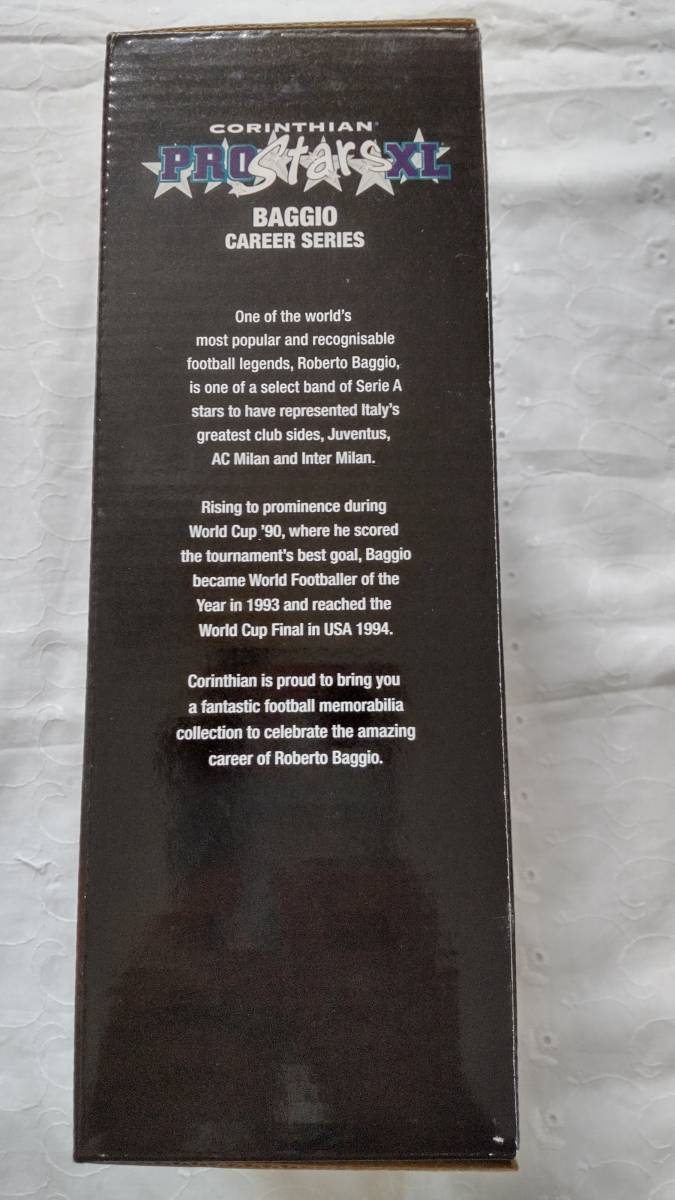 CORINTHIAN®
PRO Stars XL
BAGGIO
CAREER SERIES
One of the world's
most popular and recognisable
football legends, Roberto Baggio,
is one of a select band of Serie A
stars to have represented Italy's
greatest club sides, Juventus,
AC Milan and Inter Milan.
Rising to prominence during
World Cup '90, where he scored
the tournament's best goal, Baggio
became World Footballer of the
Year in 1993 and reached the
World Cup Final in USA 1994.
Corinthian is proud to bring you
a fantastic football memorabilia
collection to celebrate the amazing
career of Roberto Baggio.